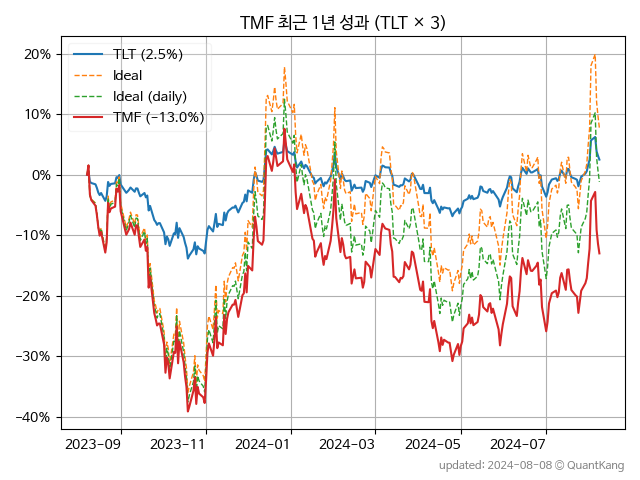 TMF 최근 1년 성과 (TLT × 3)
TLT (2.5%)
Ideal
Ideal (daily)
TMF (−13.0%)
20%
10%
0%
−10%
−20%
−30%
−40%
2023-09
2023-11
2024-01
2024-03
2024-05
2024-07
updated: 2024-08-08 © QuantKang